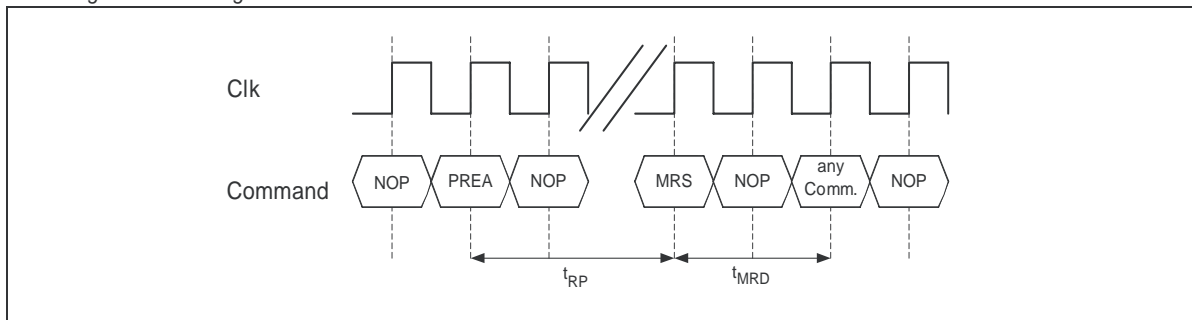 Clk
Command
NOP
PREA
NOP
MRS
NOP
any
Comm.
NOP
tRP
tMRD